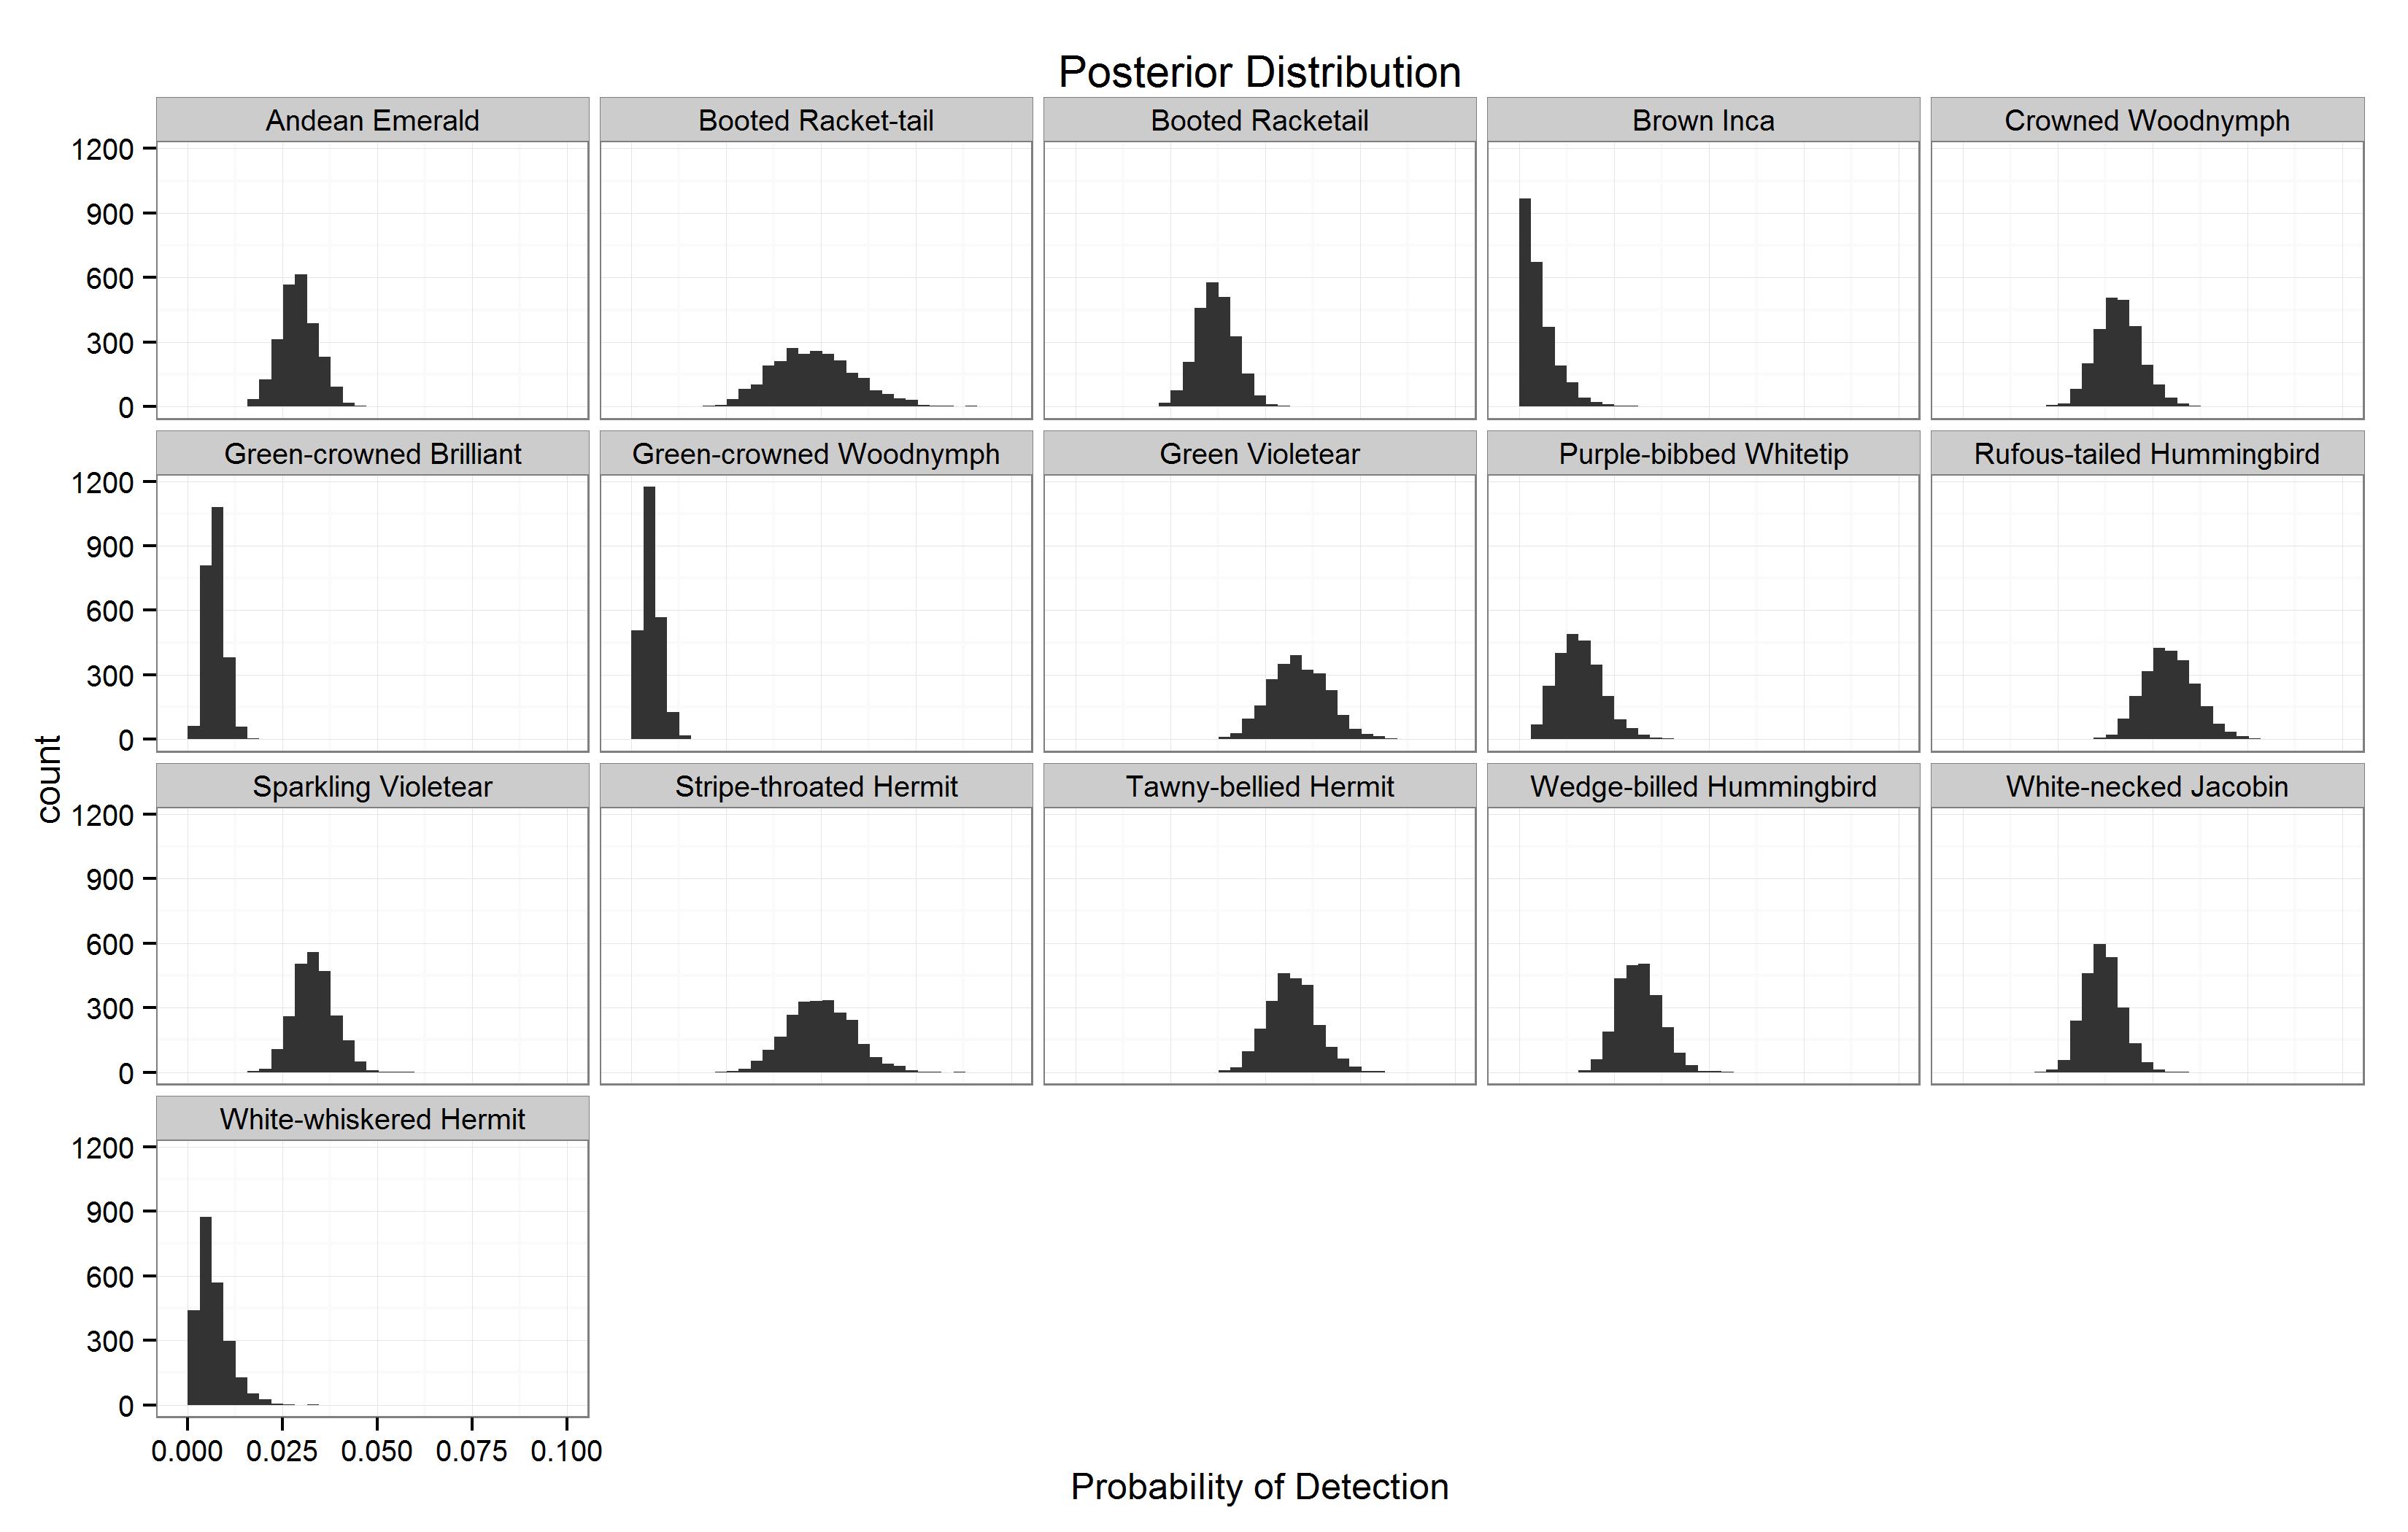 Posterior Distribution
Andean Emerald
Booted Racket-tail
Booted Racketail
Brown Inca
Crowned Woodnymph
1200
900
600
300
0
Green-crowned Brilliant
Green-crowned Woodnymph
Green Violetear
Purple-bibbed Whitetip
Rufous-tailed Hummingbird
1200
900
600
300
0
count
Sparkling Violetear
Stripe-throated Hermit
Tawny-bellied Hermit
Wedge-billed Hummingbird
White-necked Jacobin
1200
900
600
300
0
White-whiskered Hermit
1200
900
600
300
0
0.000 0.025 0.050 0.075 0.100
Probability of Detection